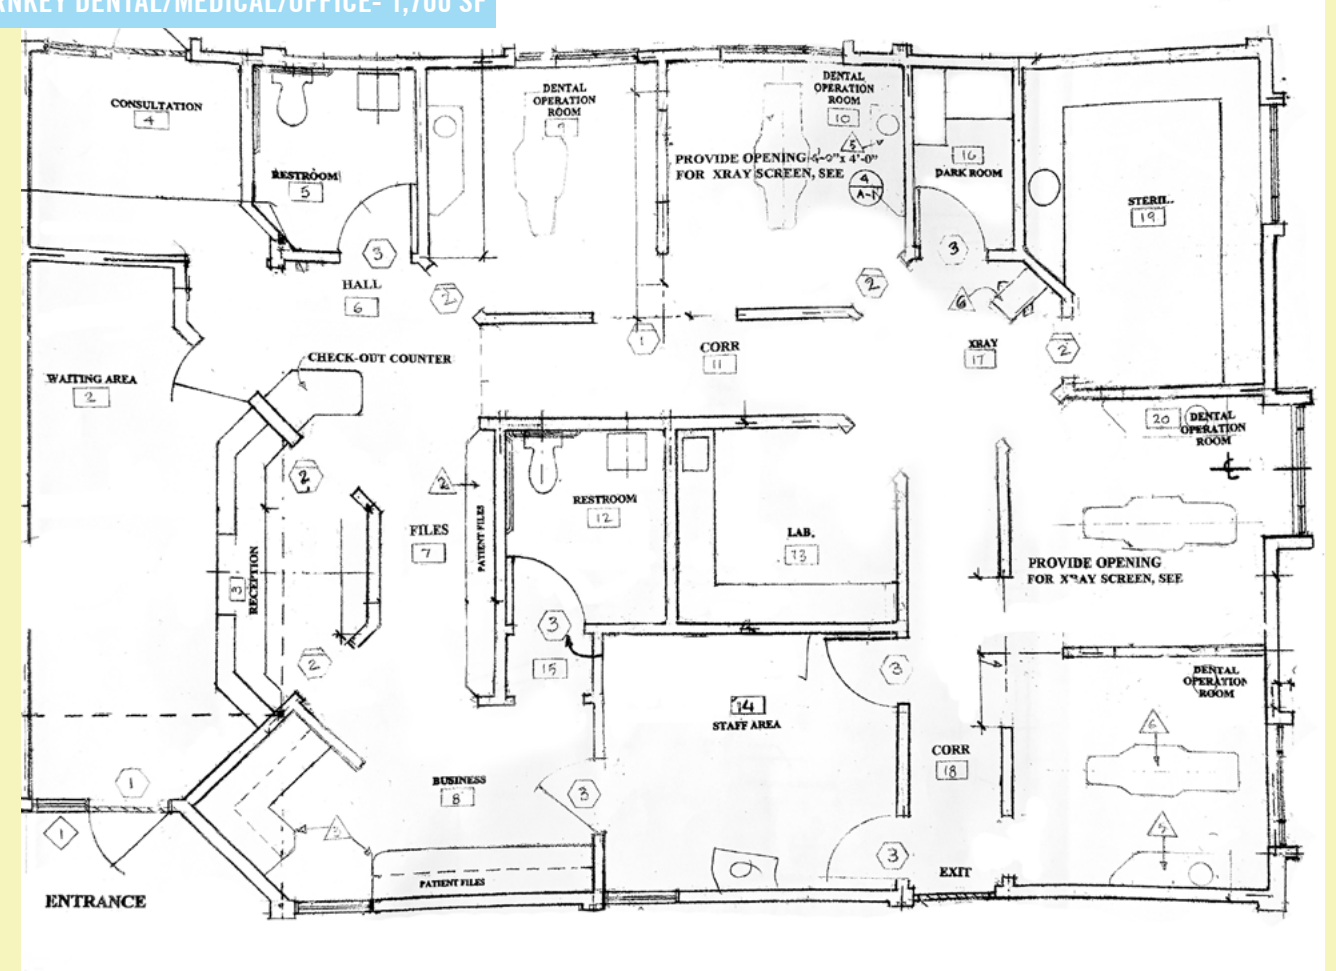 DENTAL/MEDICAL/OFFICE- 1,700 SF
CONSULTATION
4
RESTROOM
5
DENTAL
OPERATION
ROOM
9
DENTAL
OPERATION
ROOM
10
5
PROVIDE OPENING 4'-0"
FOR XRAY SCREEN, SEE
4
A-1
16
DARK ROOM
STERIL.
19
3
3
HALL
6
2
2
6
1
CORR
11
XRAY
17
2
CHECK-OUT COUNTER
WAITING AREA
2
20
DENTAL
OPERATION
ROOM
2
2
FILES
7
PATIENT FILES
RESTROOM
12
LAB.
13
RECEPTION
3
PROVIDE OPENING
FOR XRAY SCREEN, SEE
3
15
2
3
14
STAFF AREA
DENTAL
OPERATION
ROOM
6
CORR
18
BUSINESS
8
1
3
1
5
3
EXIT
PATIENT FILES
ENTRANCE